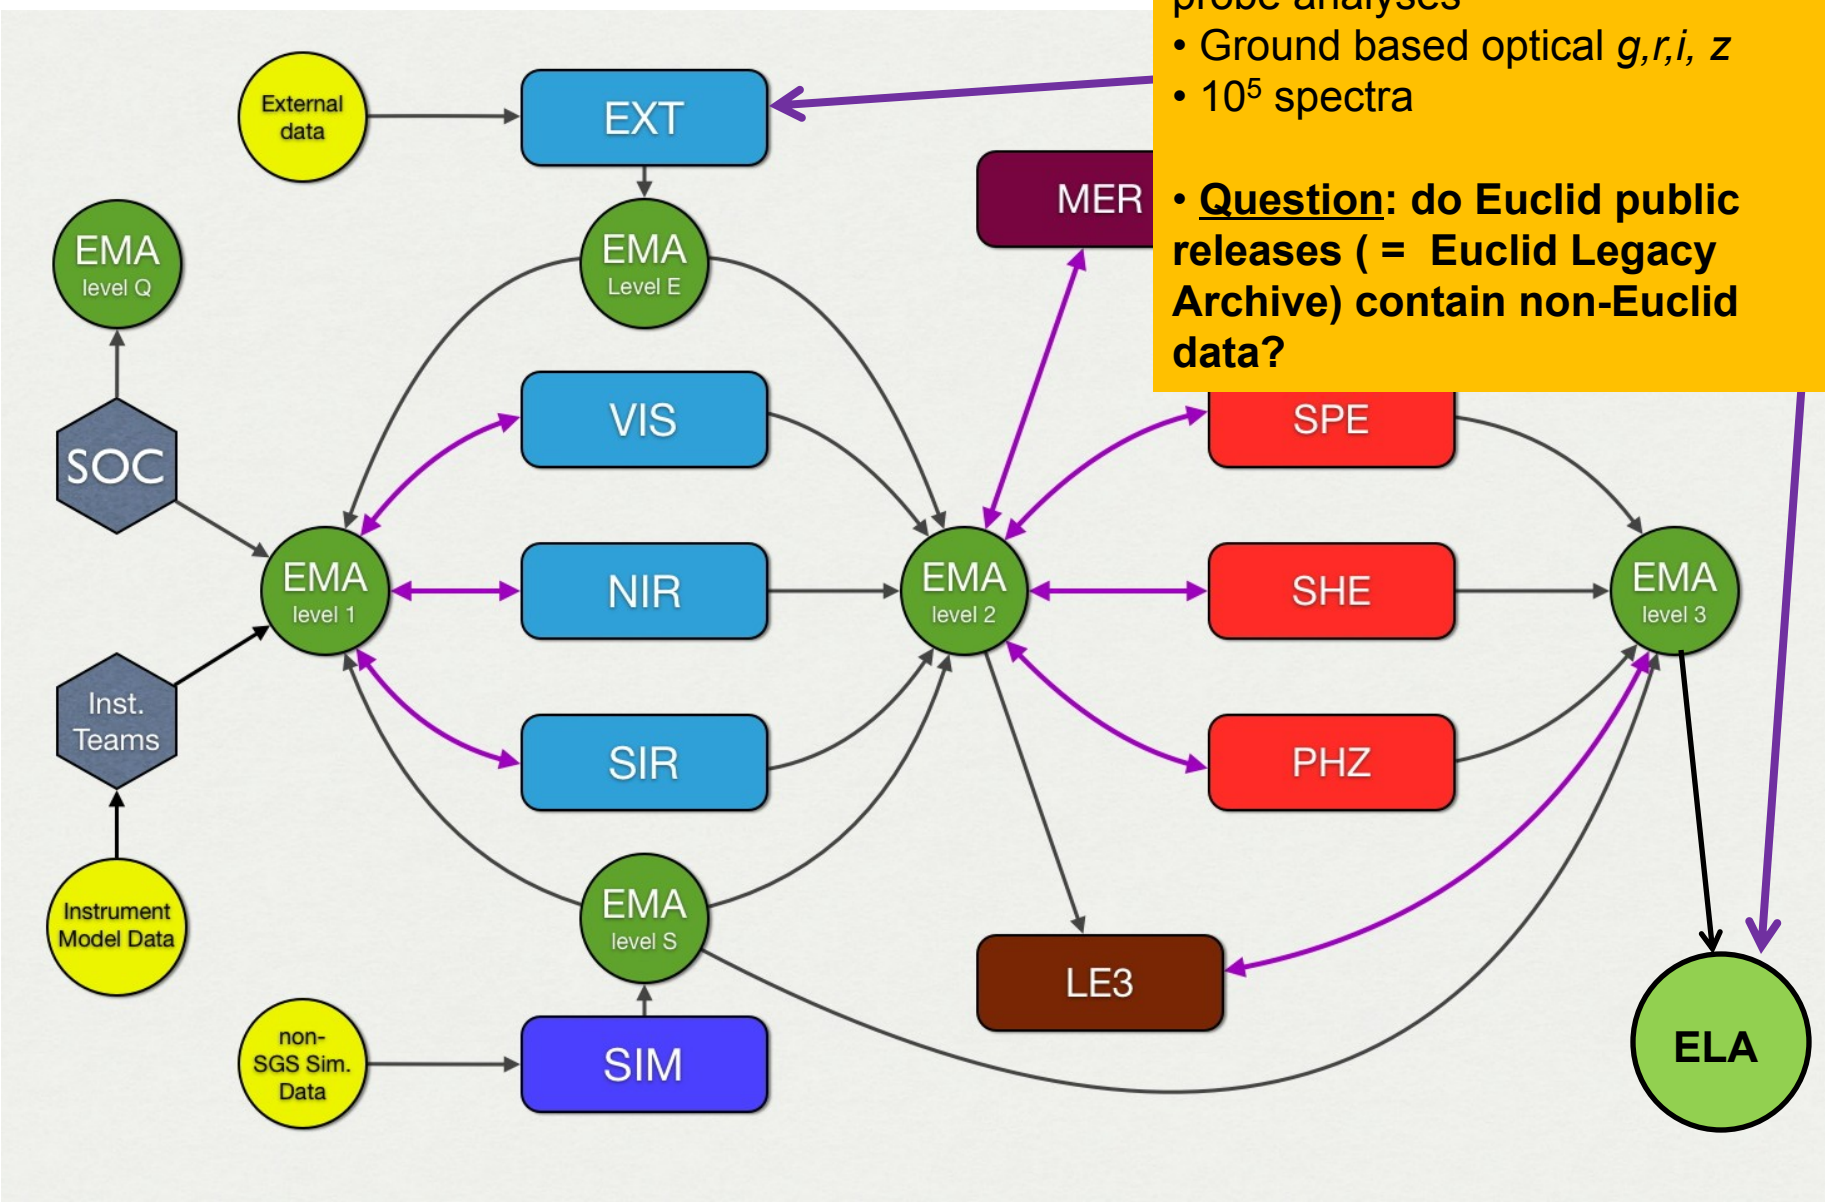 probe analyses
• Ground based optical g,r,i, z
• 10⁵ spectra
• Question: do Euclid public
releases ( = Euclid Legacy
Archive) contain non-Euclid
data?
External
data
EXT
MER
EMA
level Q
EMA
Level E
VIS
SPE
SOC
EMA
level 1
NIR
EMA
level 2
SHE
EMA
level 3
Inst.
Teams
SIR
PHZ
Instrument
Model Data
EMA
level S
LE3
non-
SGS Sim.
Data
SIM
ELA